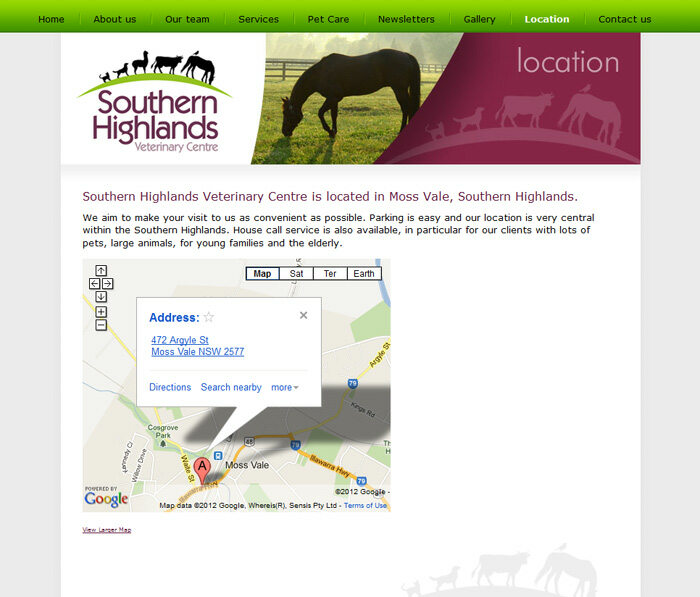 Home About us Our team Services Pet Care Newsletters Gallery Location Contact us
Southern
Highlands
Veterinary Centre
location
Southern Highlands Veterinary Centre is located in Moss Vale, Southern Highlands.
We aim to make your visit to us as convenient as possible. Parking is easy and our location is very central
within the Southern Highlands. House call service is also available, in particular for our clients with lots of
pets, large animals, for young families and the elderly.
Map Sat Ter Earth
Address:
472 Argyle St
Moss Vale NSW 2577
Directions Search nearby more
Argyle St
79
Kings Rd
Cosgrove
Park
Kennedy Cl
Willow Drive
Waite St
48
79
Illawarra Hwy
A
Moss Vale
Illawarra Hwy
79
POWERED BY
Google
©2012 Google -
Map data ©2012 Google, Whereis(R), Sensis Pty Ltd - Terms of Use
View Larger Map